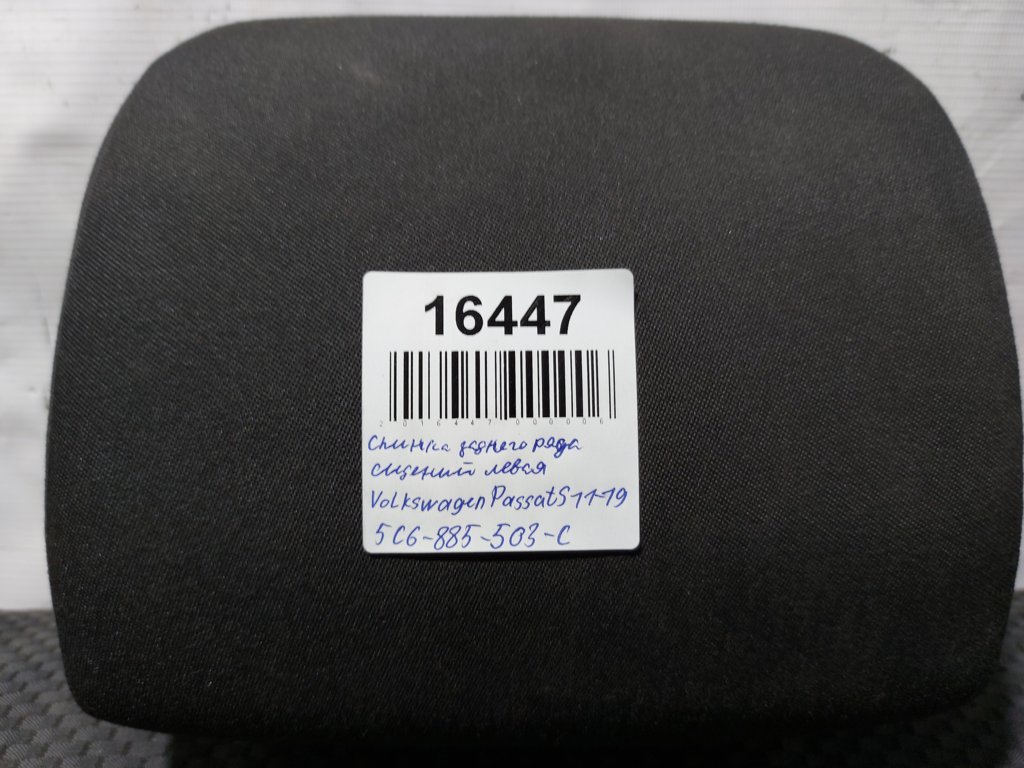 16447
2016447000006
Спинка заднего ряда
сидений левая
Volkswagen Passat S 11-19
5C6-885-503-C